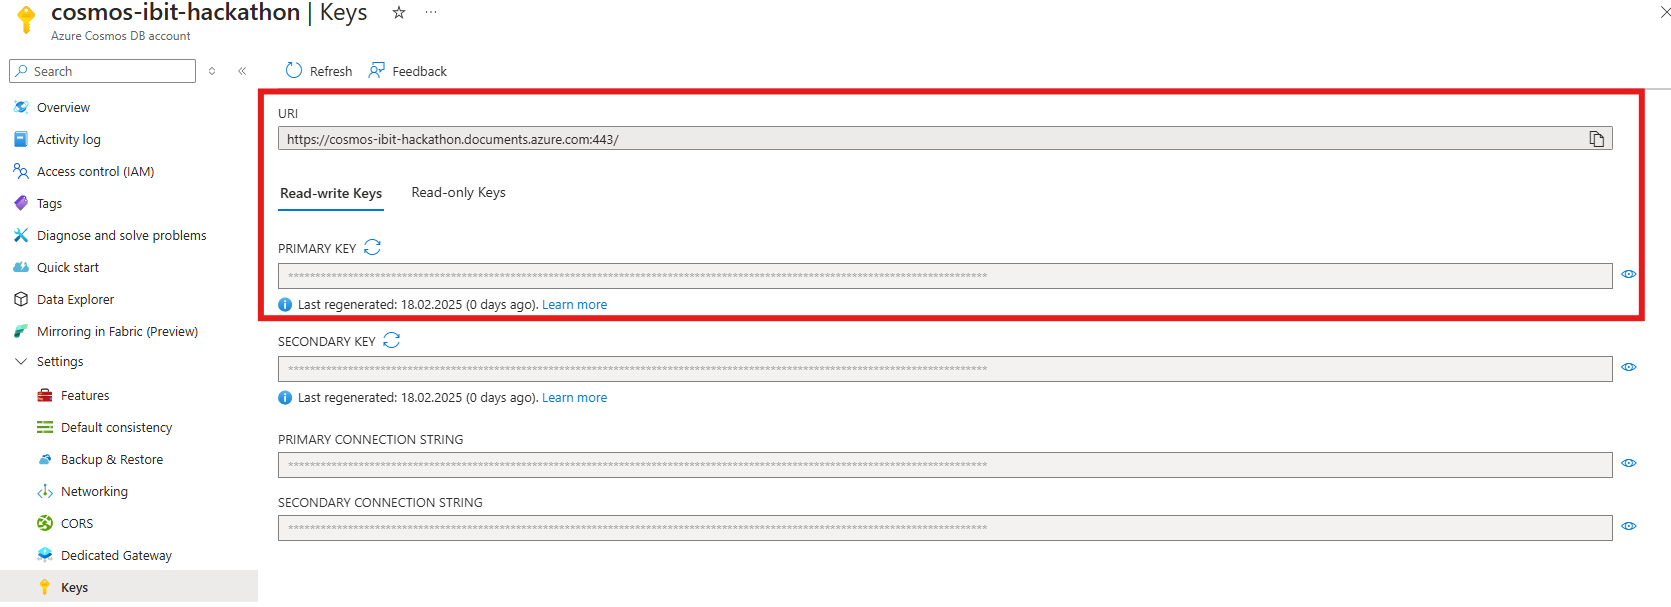 cosmos-ibit-hackathon | Keys ☆ ...
Azure Cosmos DB account
Search
Refresh Feedback
Overview
Activity log
Access control (IAM)
Tags
Diagnose and solve problems
Quick start
Data Explorer
Mirroring in Fabric (Preview)
Settings
Features
Default consistency
Backup & Restore
Networking
CORS
Dedicated Gateway
Keys
URI
https://cosmos-ibit-hackathon.documents.azure.com:443/
Read-write Keys Read-only Keys
PRIMARY KEY
Last regenerated: 18.02.2025 (0 days ago). Learn more
SECONDARY KEY
Last regenerated: 18.02.2025 (0 days ago). Learn more
PRIMARY CONNECTION STRING
SECONDARY CONNECTION STRING